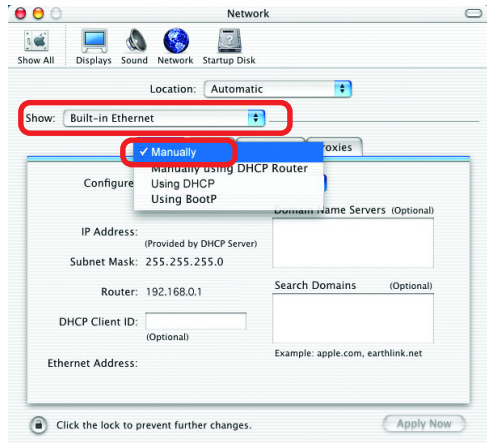 Network
Show All
Displays
Sound
Network
Startup Disk
Location: Automatic
Show: Built-in Ethernet
✓ Manually
Manually using DHCP Router
Using DHCP
Using BootP
Configure
Domain Name Servers (Optional)
IP Address:
(Provided by DHCP Server)
Subnet Mask: 255.255.255.0
Router: 192.168.0.1
Search Domains (Optional)
DHCP Client ID:
(Optional)
Example: apple.com, earthlink.net
Ethernet Address:
Click the lock to prevent further changes.
Apply Now